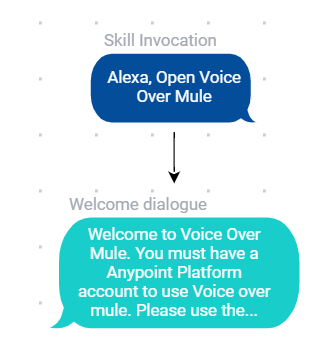 Skill Invocation
Alexa, Open Voice
Over Mule
Welcome dialogue
Welcome to Voice Over
Mule. You must have a
Anypoint Platform
account to use Voice over
mule. Please use the...